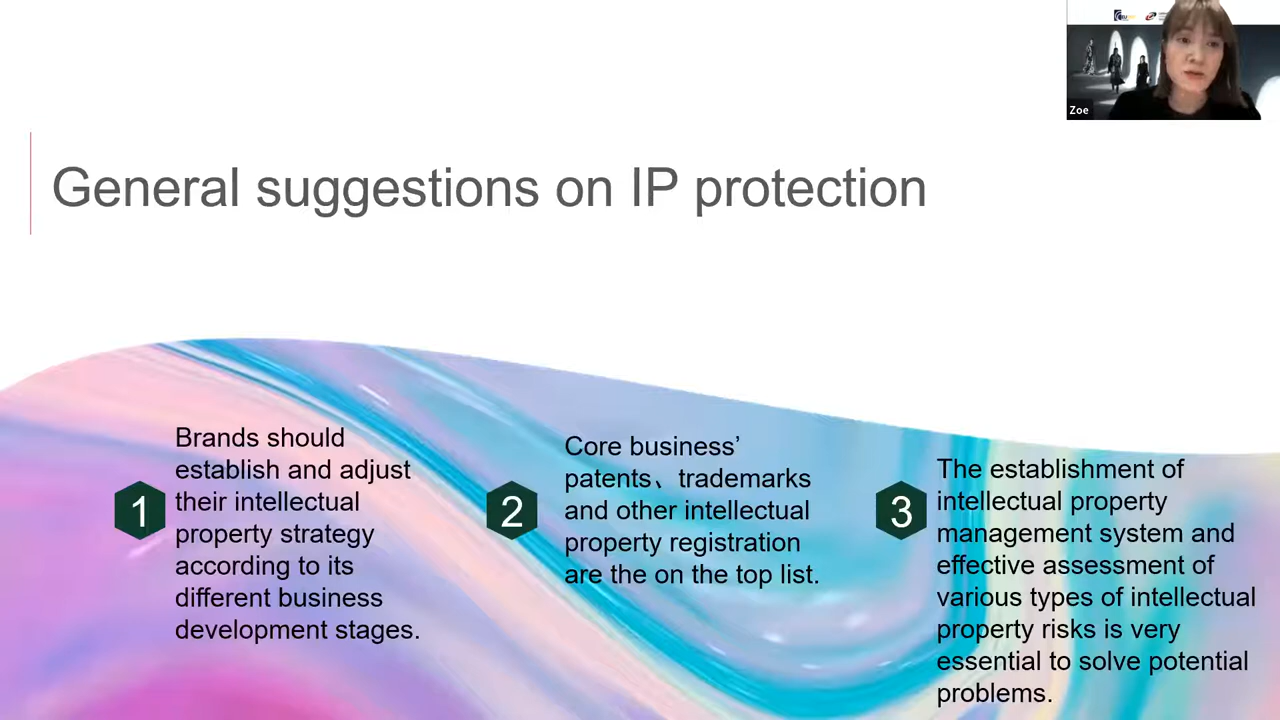 Zoe
General suggestions on IP protection
1
Brands should
establish and adjust
their intellectual
property strategy
according to its
different business
development stages.
2
Core business’
patents、trademarks
and other intellectual
property registration
are the on the top list.
3
The establishment of
intellectual property
management system and
effective assessment of
various types of intellectual
property risks is very
essential to solve potential
problems.